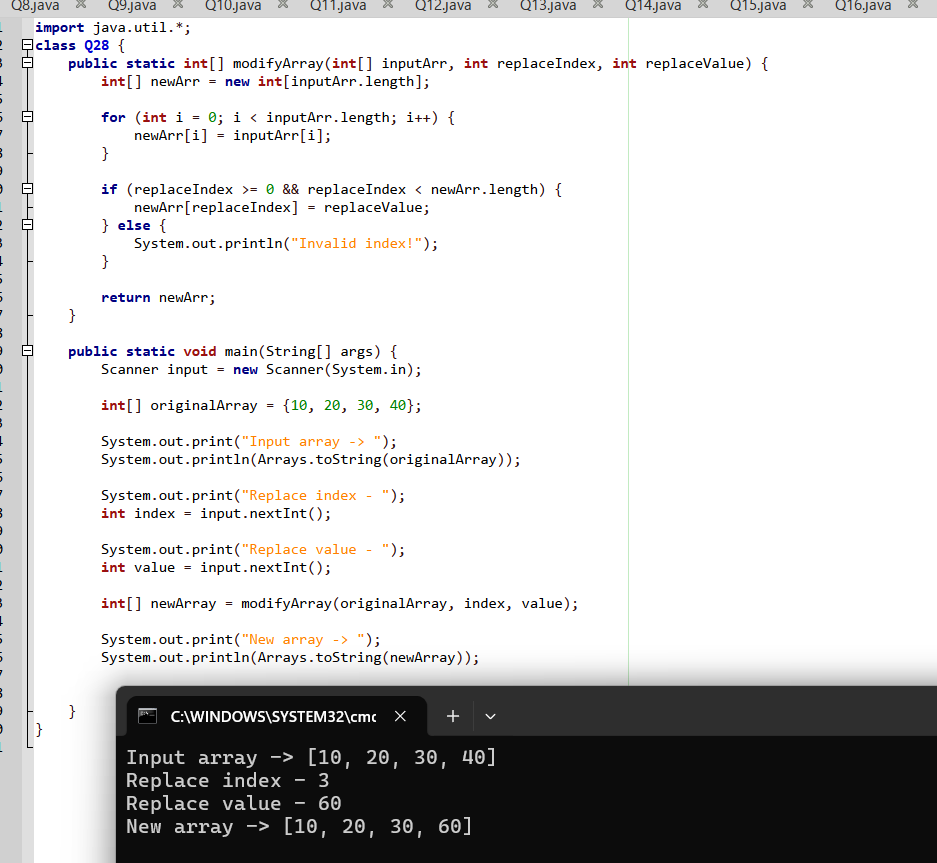 Q8.java Q9.java Q10.java Q11.java Q12.java Q13.java Q14.java Q15.java Q16.java
import java.util.*;
class Q28 {
    public static int[] modifyArray(int[] inputArr, int replaceIndex, int replaceValue) {
        int[] newArr = new int[inputArr.length];
        for (int i = 0; i < inputArr.length; i++) {
            newArr[i] = inputArr[i];
        }
        if (replaceIndex >= 0 && replaceIndex < newArr.length) {
            newArr[replaceIndex] = replaceValue;
        } else {
            System.out.println("Invalid index!");
        }
        return newArr;
    }
    public static void main(String[] args) {
        Scanner input = new Scanner(System.in);
        int[] originalArray = {10, 20, 30, 40};
        System.out.print("Input array -> ");
        System.out.println(Arrays.toString(originalArray));
        System.out.print("Replace index - ");
        int index = input.nextInt();
        System.out.print("Replace value - ");
        int value = input.nextInt();
        int[] newArray = modifyArray(originalArray, index, value);
        System.out.print("New array -> ");
        System.out.println(Arrays.toString(newArray));
    }
}
C:\WINDOWS\SYSTEM32\cmc
Input array -> [10, 20, 30, 40]
Replace index - 3
Replace value - 60
New array -> [10, 20, 30, 60]